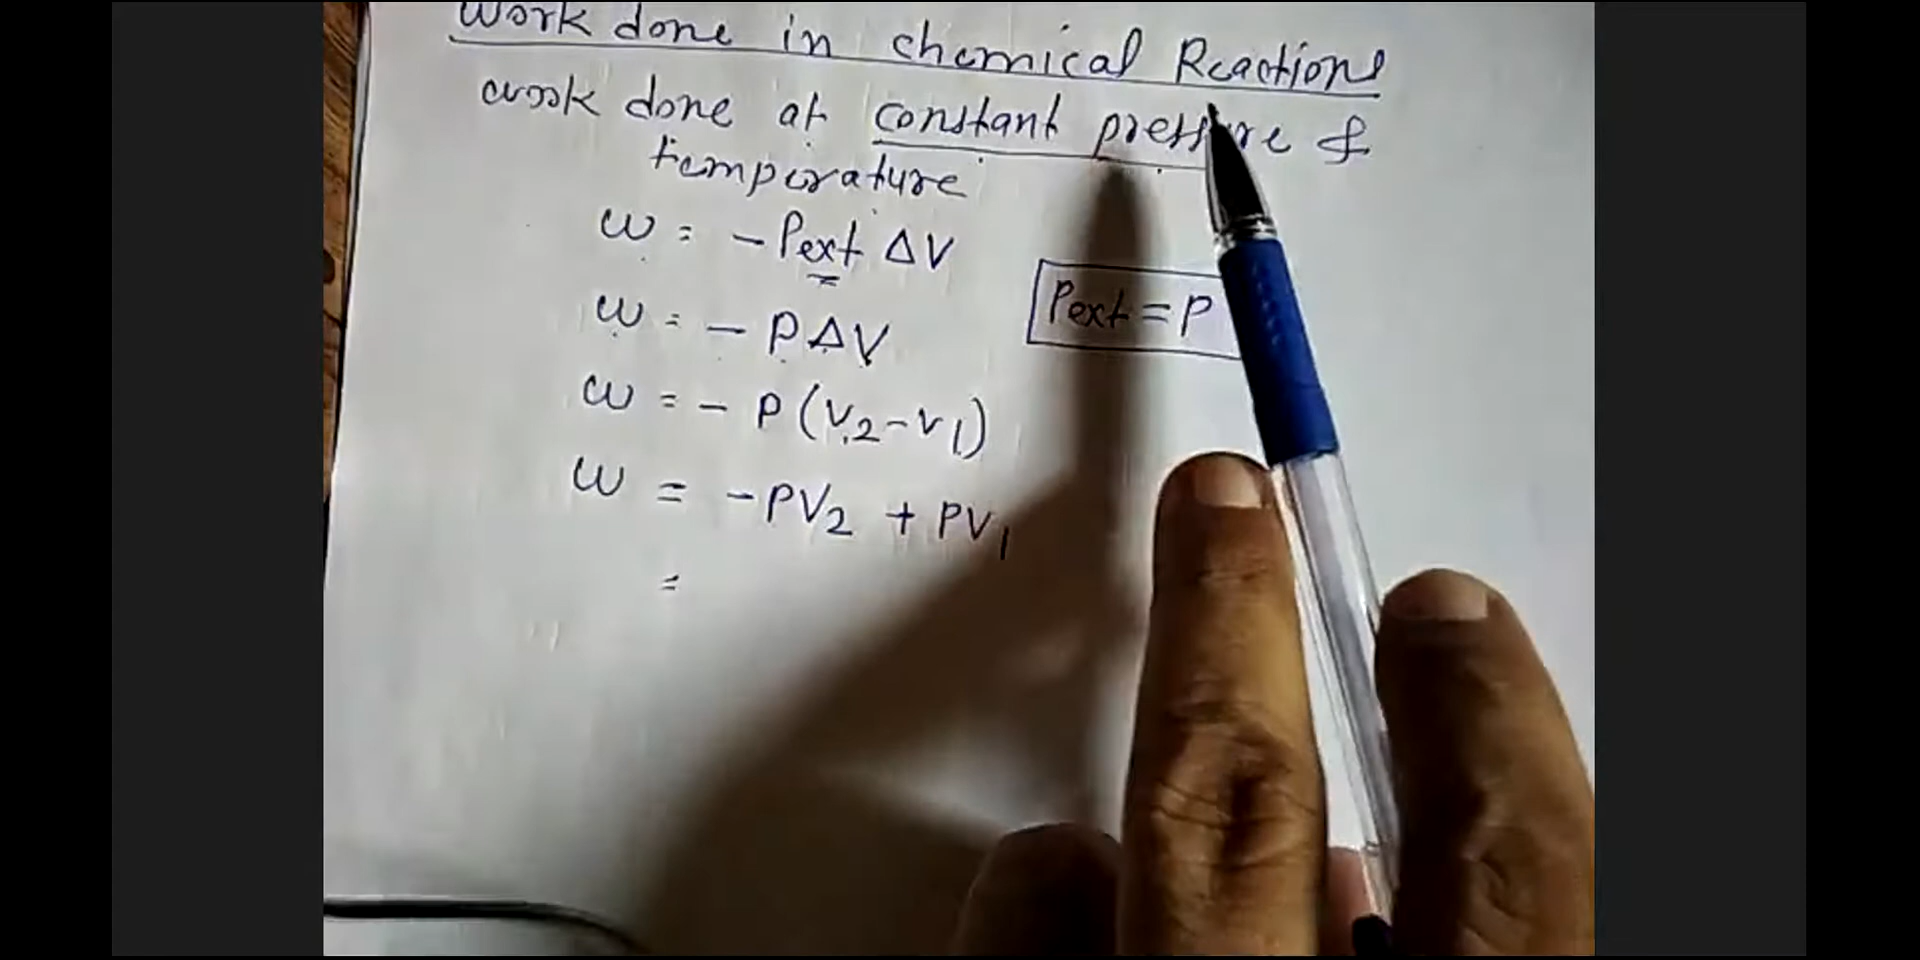 Work done in chemical Reactions
work done at constant pressure &
temperature
w = - Pext ΔV
w = - PΔV
Pext = P
w = - P (V2 - V1)
w = - PV2 + PV1
=